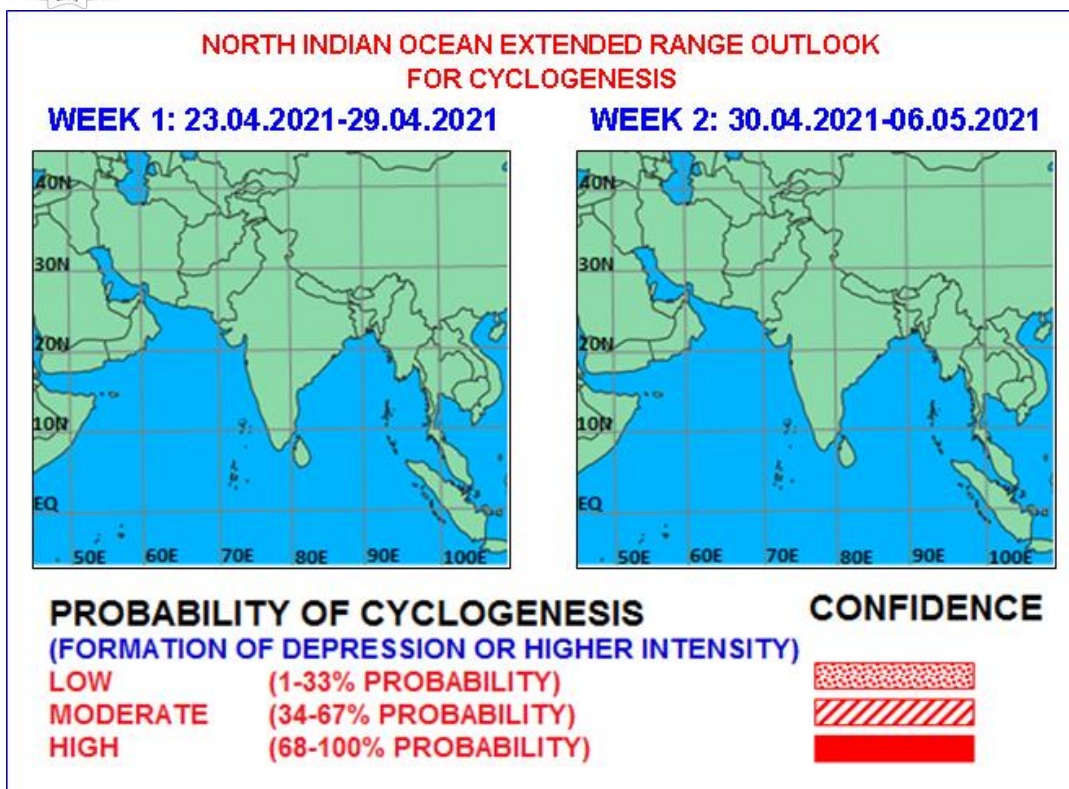 NORTH INDIAN OCEAN EXTENDED RANGE OUTLOOK
FOR CYCLOGENESIS
WEEK 1: 23.04.2021-29.04.2021
WEEK 2: 30.04.2021-06.05.2021
40N
30N
20N
10N
EQ
50E 60E 70E 80E 90E 100E
40N
30N
20N
10N
EQ
50E 60E 70E 80E 90E 100E
PROBABILITY OF CYCLOGENESIS
CONFIDENCE
(FORMATION OF DEPRESSION OR HIGHER INTENSITY)
LOW (1-33% PROBABILITY)
MODERATE (34-67% PROBABILITY)
HIGH (68-100% PROBABILITY)